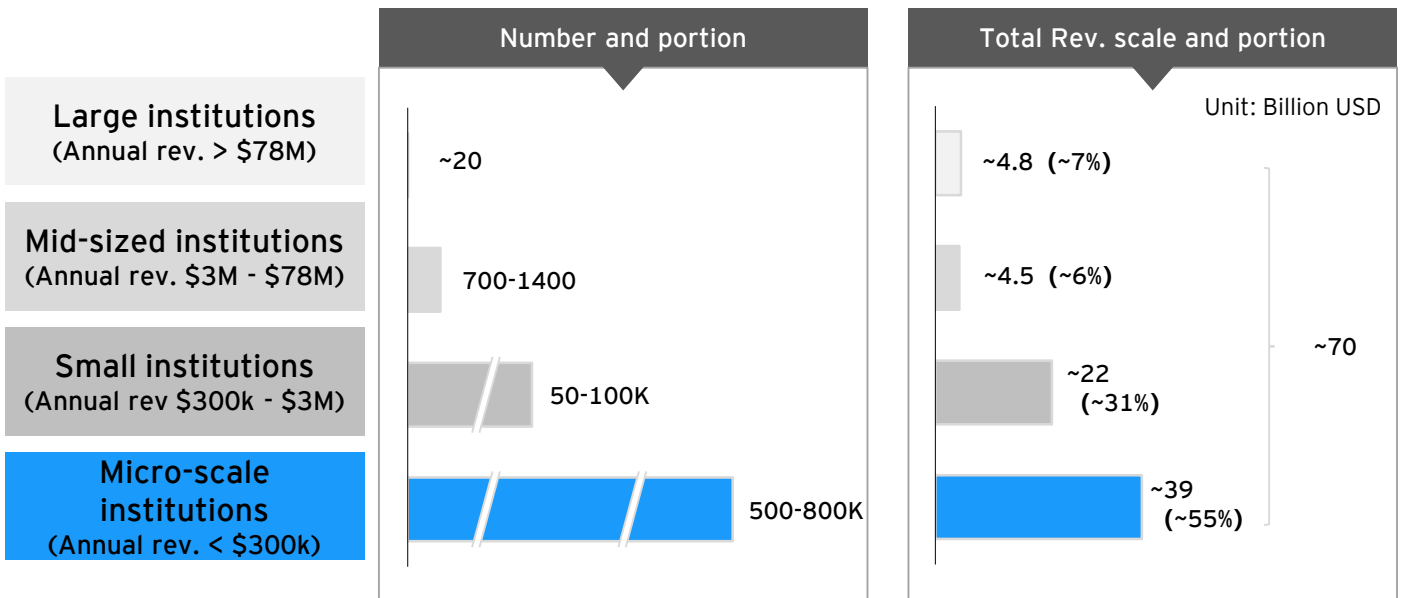 Number and portion
Total Rev. scale and portion
Unit: Billion USD
Large institutions
(Annual rev. > $78M)
~20
~4.8 (~7%)
Mid-sized institutions
(Annual rev. $3M - $78M)
700-1400
~4.5 (~6%)
~70
Small institutions
(Annual rev $300k - $3M)
50-100K
~22
(~31%)
Micro-scale
institutions
(Annual rev. < $300k)
500-800K
~39
(~55%)